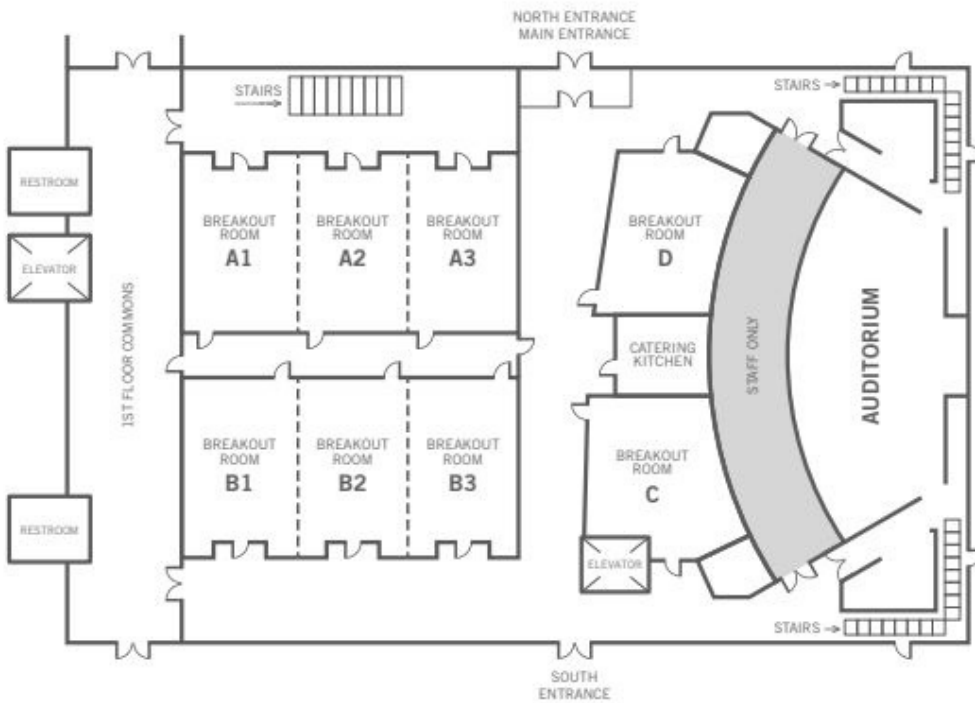 NORTH ENTRANCE
MAIN ENTRANCE
STAIRS
STAIRS
RESTROOM
ELEVATOR
1ST FLOOR COMMONS
BREAKOUT
ROOM
A1
BREAKOUT
ROOM
A2
BREAKOUT
ROOM
A3
BREAKOUT
ROOM
D
CATERING
KITCHEN
STAFF ONLY
AUDITORIUM
BREAKOUT
ROOM
B1
BREAKOUT
ROOM
B2
BREAKOUT
ROOM
B3
BREAKOUT
ROOM
C
RESTROOM
ELEVATOR
STAIRS
SOUTH
ENTRANCE